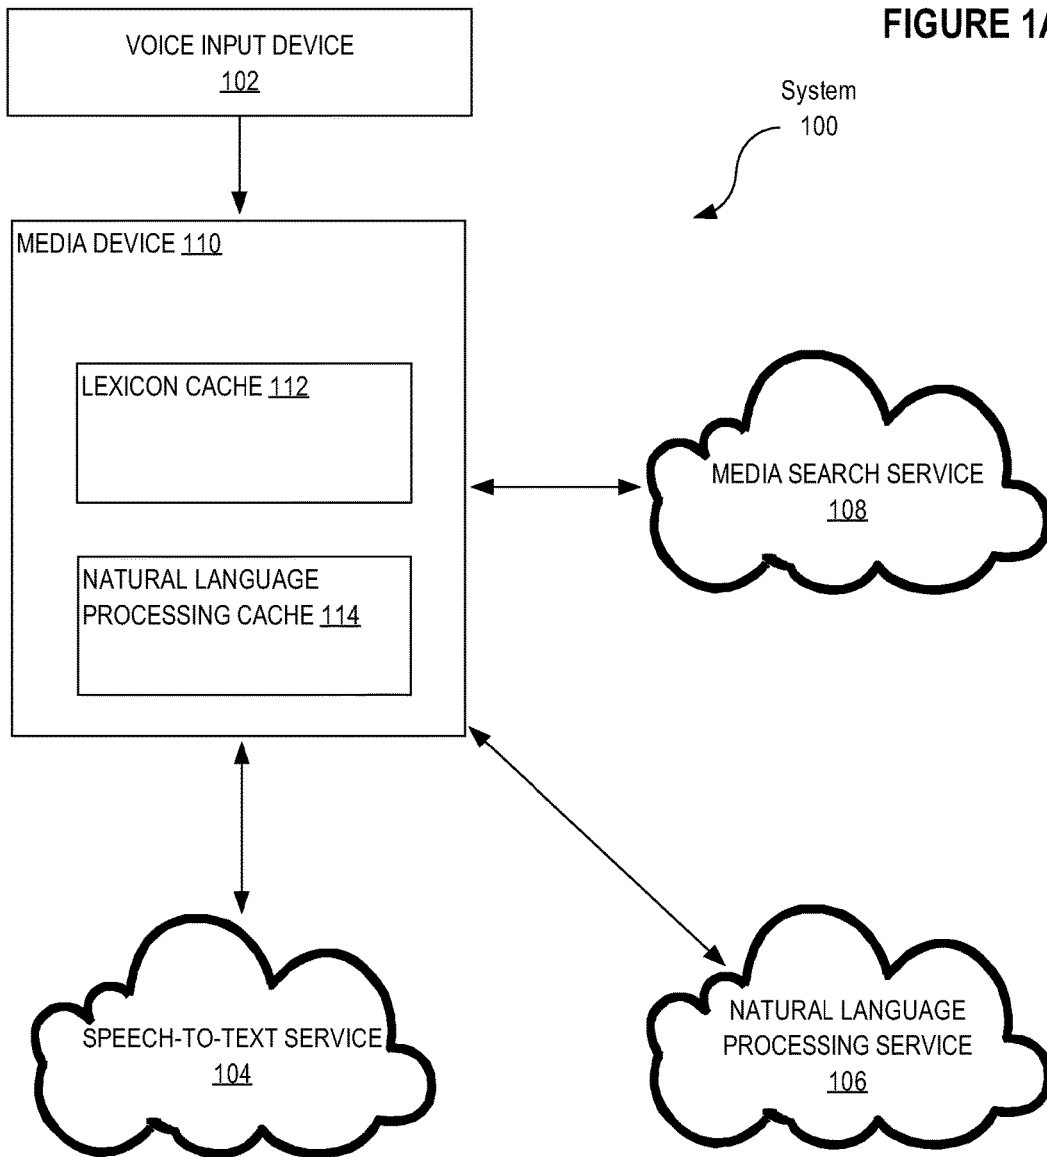 FIGURE 1A
VOICE INPUT DEVICE
102
System
100
MEDIA DEVICE 110
LEXICON CACHE 112
MEDIA SEARCH SERVICE
108
NATURAL LANGUAGE
PROCESSING CACHE 114
SPEECH-TO-TEXT SERVICE
104
NATURAL LANGUAGE
PROCESSING SERVICE
106